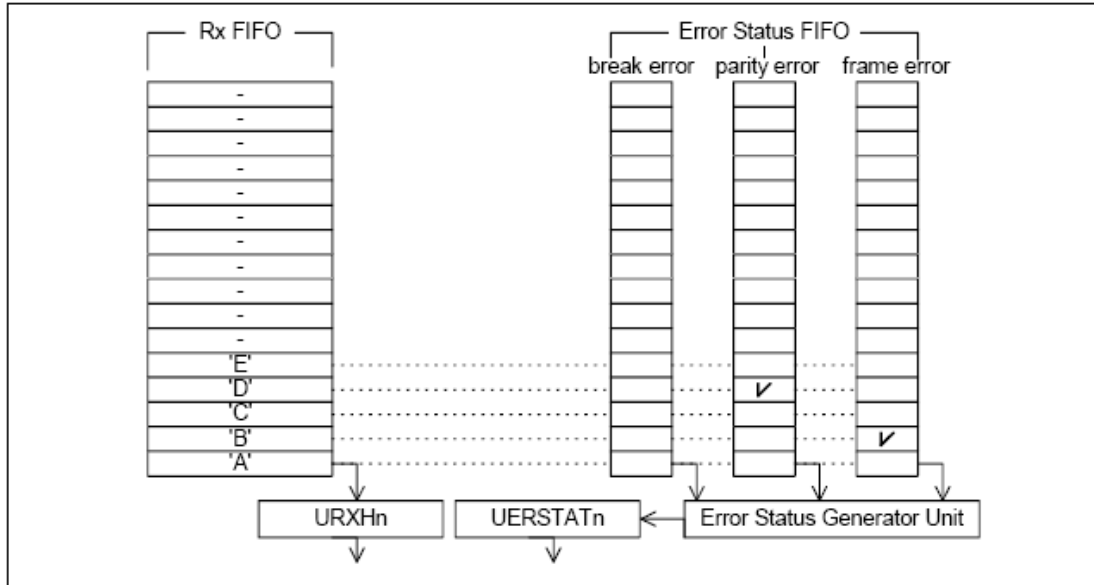 Rx FIFO
Error Status FIFO
break error parity error frame error
-
-
-
-
-
-
-
-
-
-
-
'E'
'D'
'C'
'B'
'A'
URXHn
UERSTATn
Error Status Generator Unit